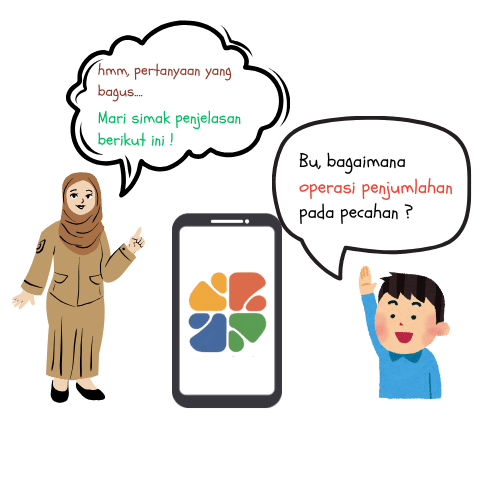 hmm, pertanyaan yang
bagus....
Mari simak penjelasan
berikut ini !
Bu, bagaimana
operasi penjumlahan
pada pecahan ?